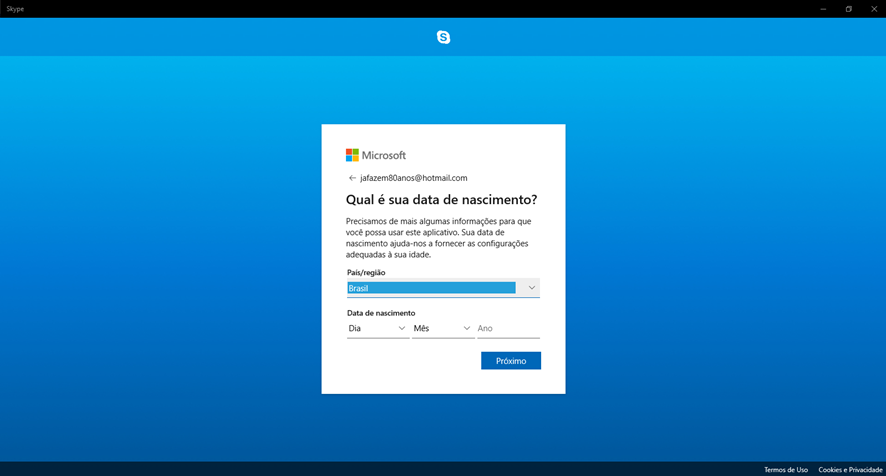 Skype
S
Microsoft
← jafazem80anos@hotmail.com
Qual é sua data de nascimento?
Precisamos de mais algumas informações para que
você possa usar este aplicativo. Sua data de
nascimento ajuda-nos a fornecer as configurações
adequadas à sua idade.
País/região
Brasil
Data de nascimento
Dia Mês Ano
Próximo
Termos de Uso Cookies e Privacidade